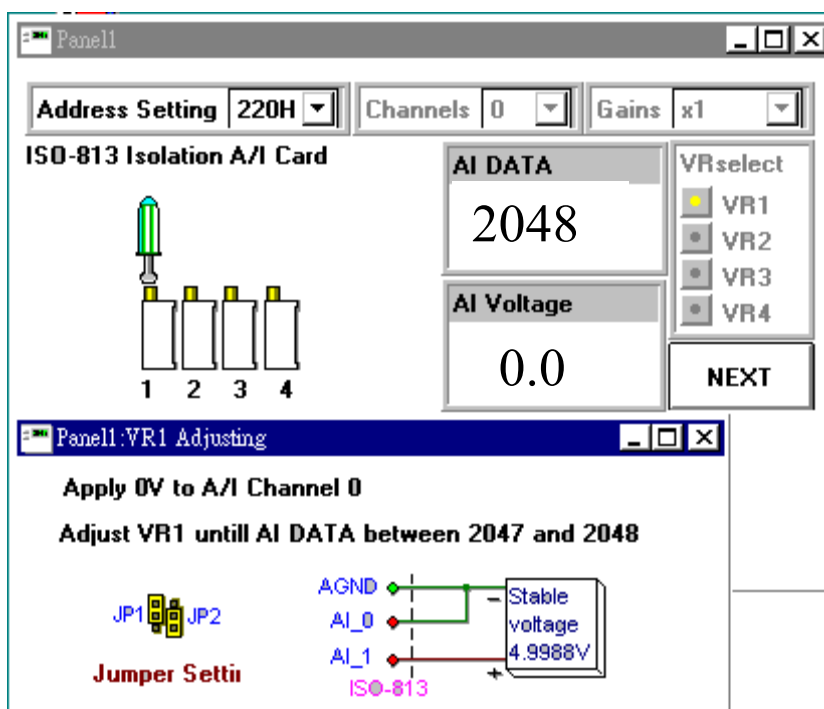 Panel1
Address Setting 220H Channels 0 Gains x1
ISO-813 Isolation A/I Card
AI DATA
2048
AI Voltage
0.0
VRselect
VR1
VR2
VR3
VR4
NEXT
1 2 3 4
Panel1:VR1 Adjusting
Apply 0V to A/I Channel 0
Adjust VR1 untill AI DATA between 2047 and 2048
JP1 JP2
Jumper Settin
AGND
AI_0
AI_1
ISO-813
−
+
Stable
voltage
4.9988V